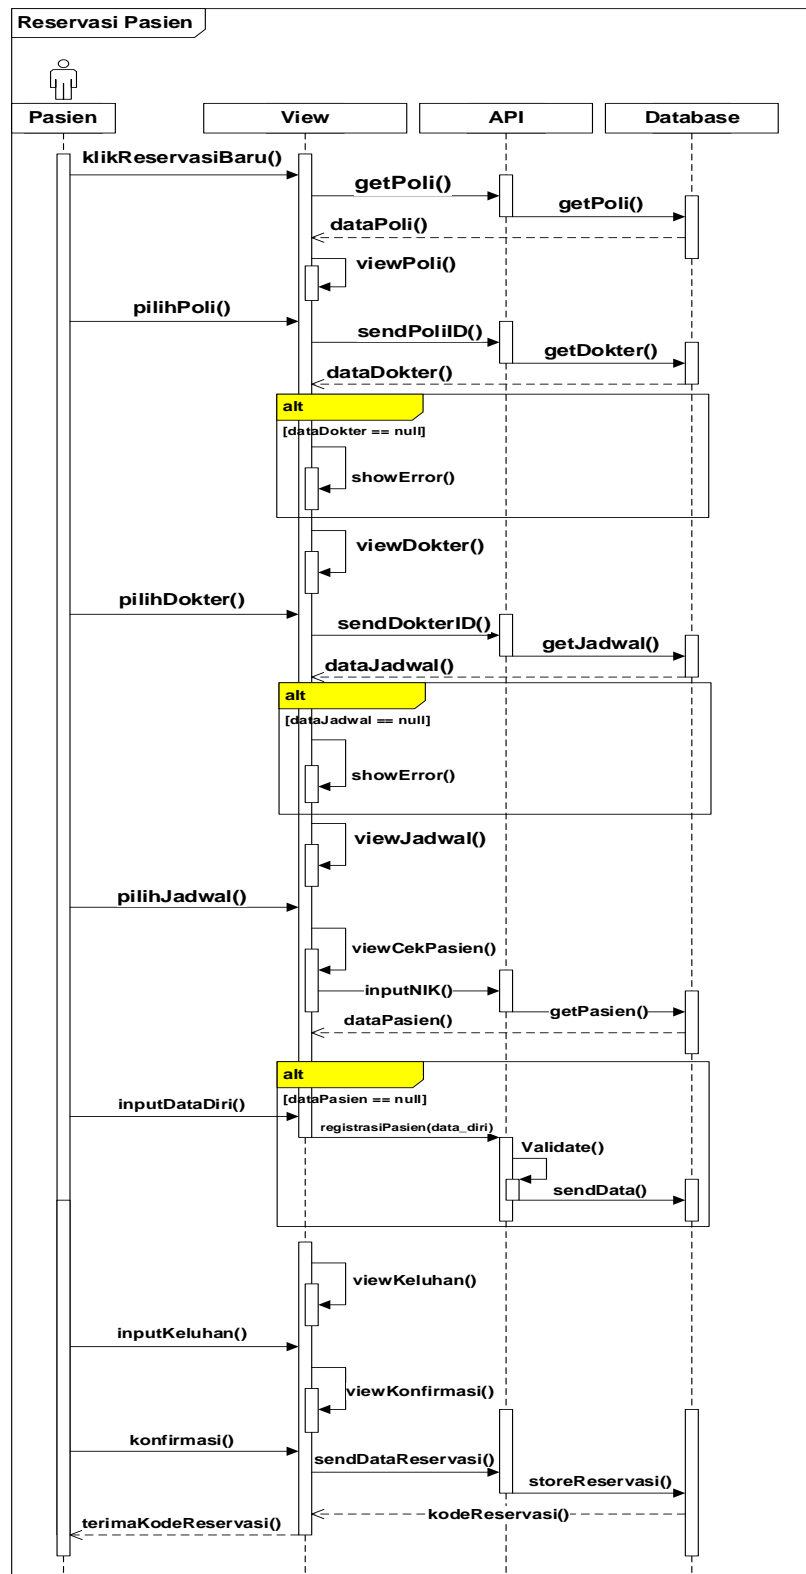 Reservasi Pasien
Pasien
View
API
Database
klikReservasiBaru()
getPoli()
getPoli()
dataPoli()
viewPoli()
pilihPoli()
sendPoliID()
getDokter()
dataDokter()
alt
[dataDokter == null]
showError()
viewDokter()
pilihDokter()
sendDokterID()
getJadwal()
dataJadwal()
alt
[dataJadwal == null]
showError()
viewJadwal()
pilihJadwal()
viewCekPasien()
inputNIK()
getPasien()
dataPasien()
alt
[dataPasien == null]
inputDataDiri()
registrasiPasien(data_diri)
Validate()
sendData()
viewKeluhan()
inputKeluhan()
viewKonfirmasi()
konfirmasi()
sendDataReservasi()
storeReservasi()
kodeReservasi()
terimaKodeReservasi()